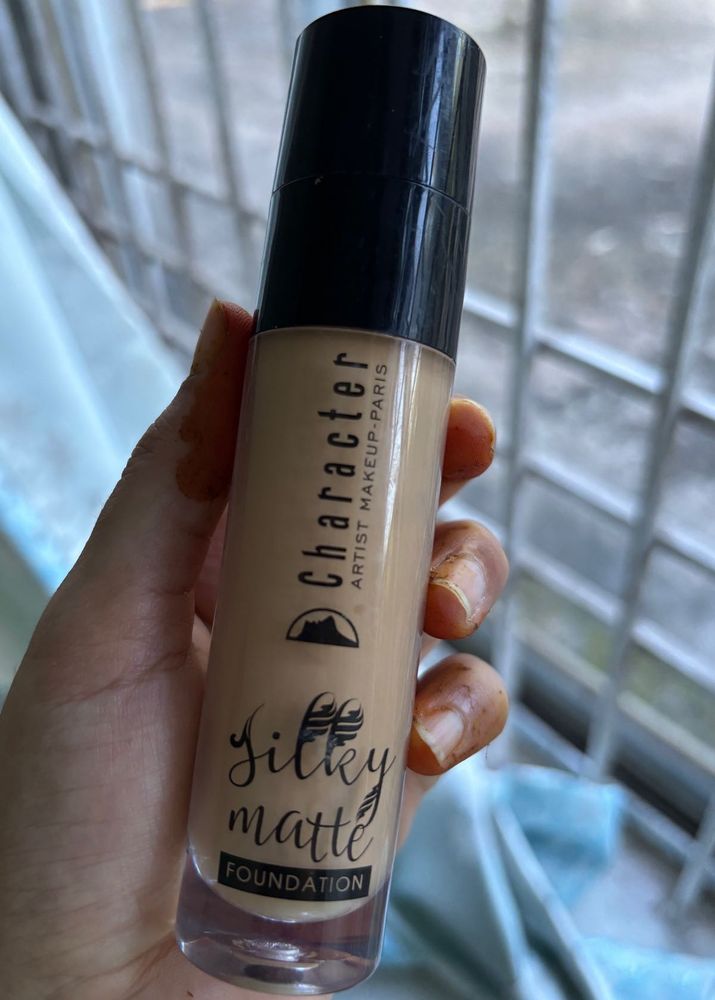 Character
ARTIST MAKEUP-PARIS
Silky
matte
FOUNDATION